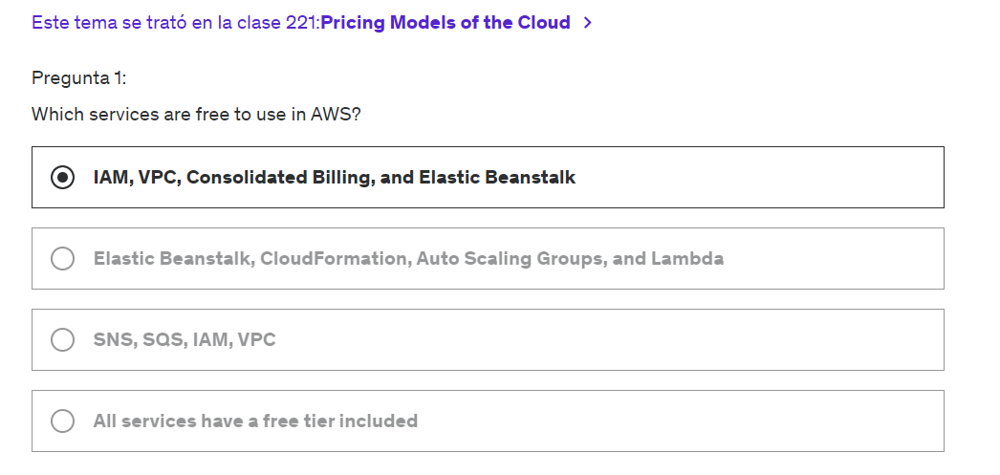 Este tema se trató en la clase 221:Pricing Models of the Cloud
Pregunta 1:
Which services are free to use in AWS?
IAM, VPC, Consolidated Billing, and Elastic Beanstalk
Elastic Beanstalk, CloudFormation, Auto Scaling Groups, and Lambda
SNS, SQS, IAM, VPC
All services have a free tier included